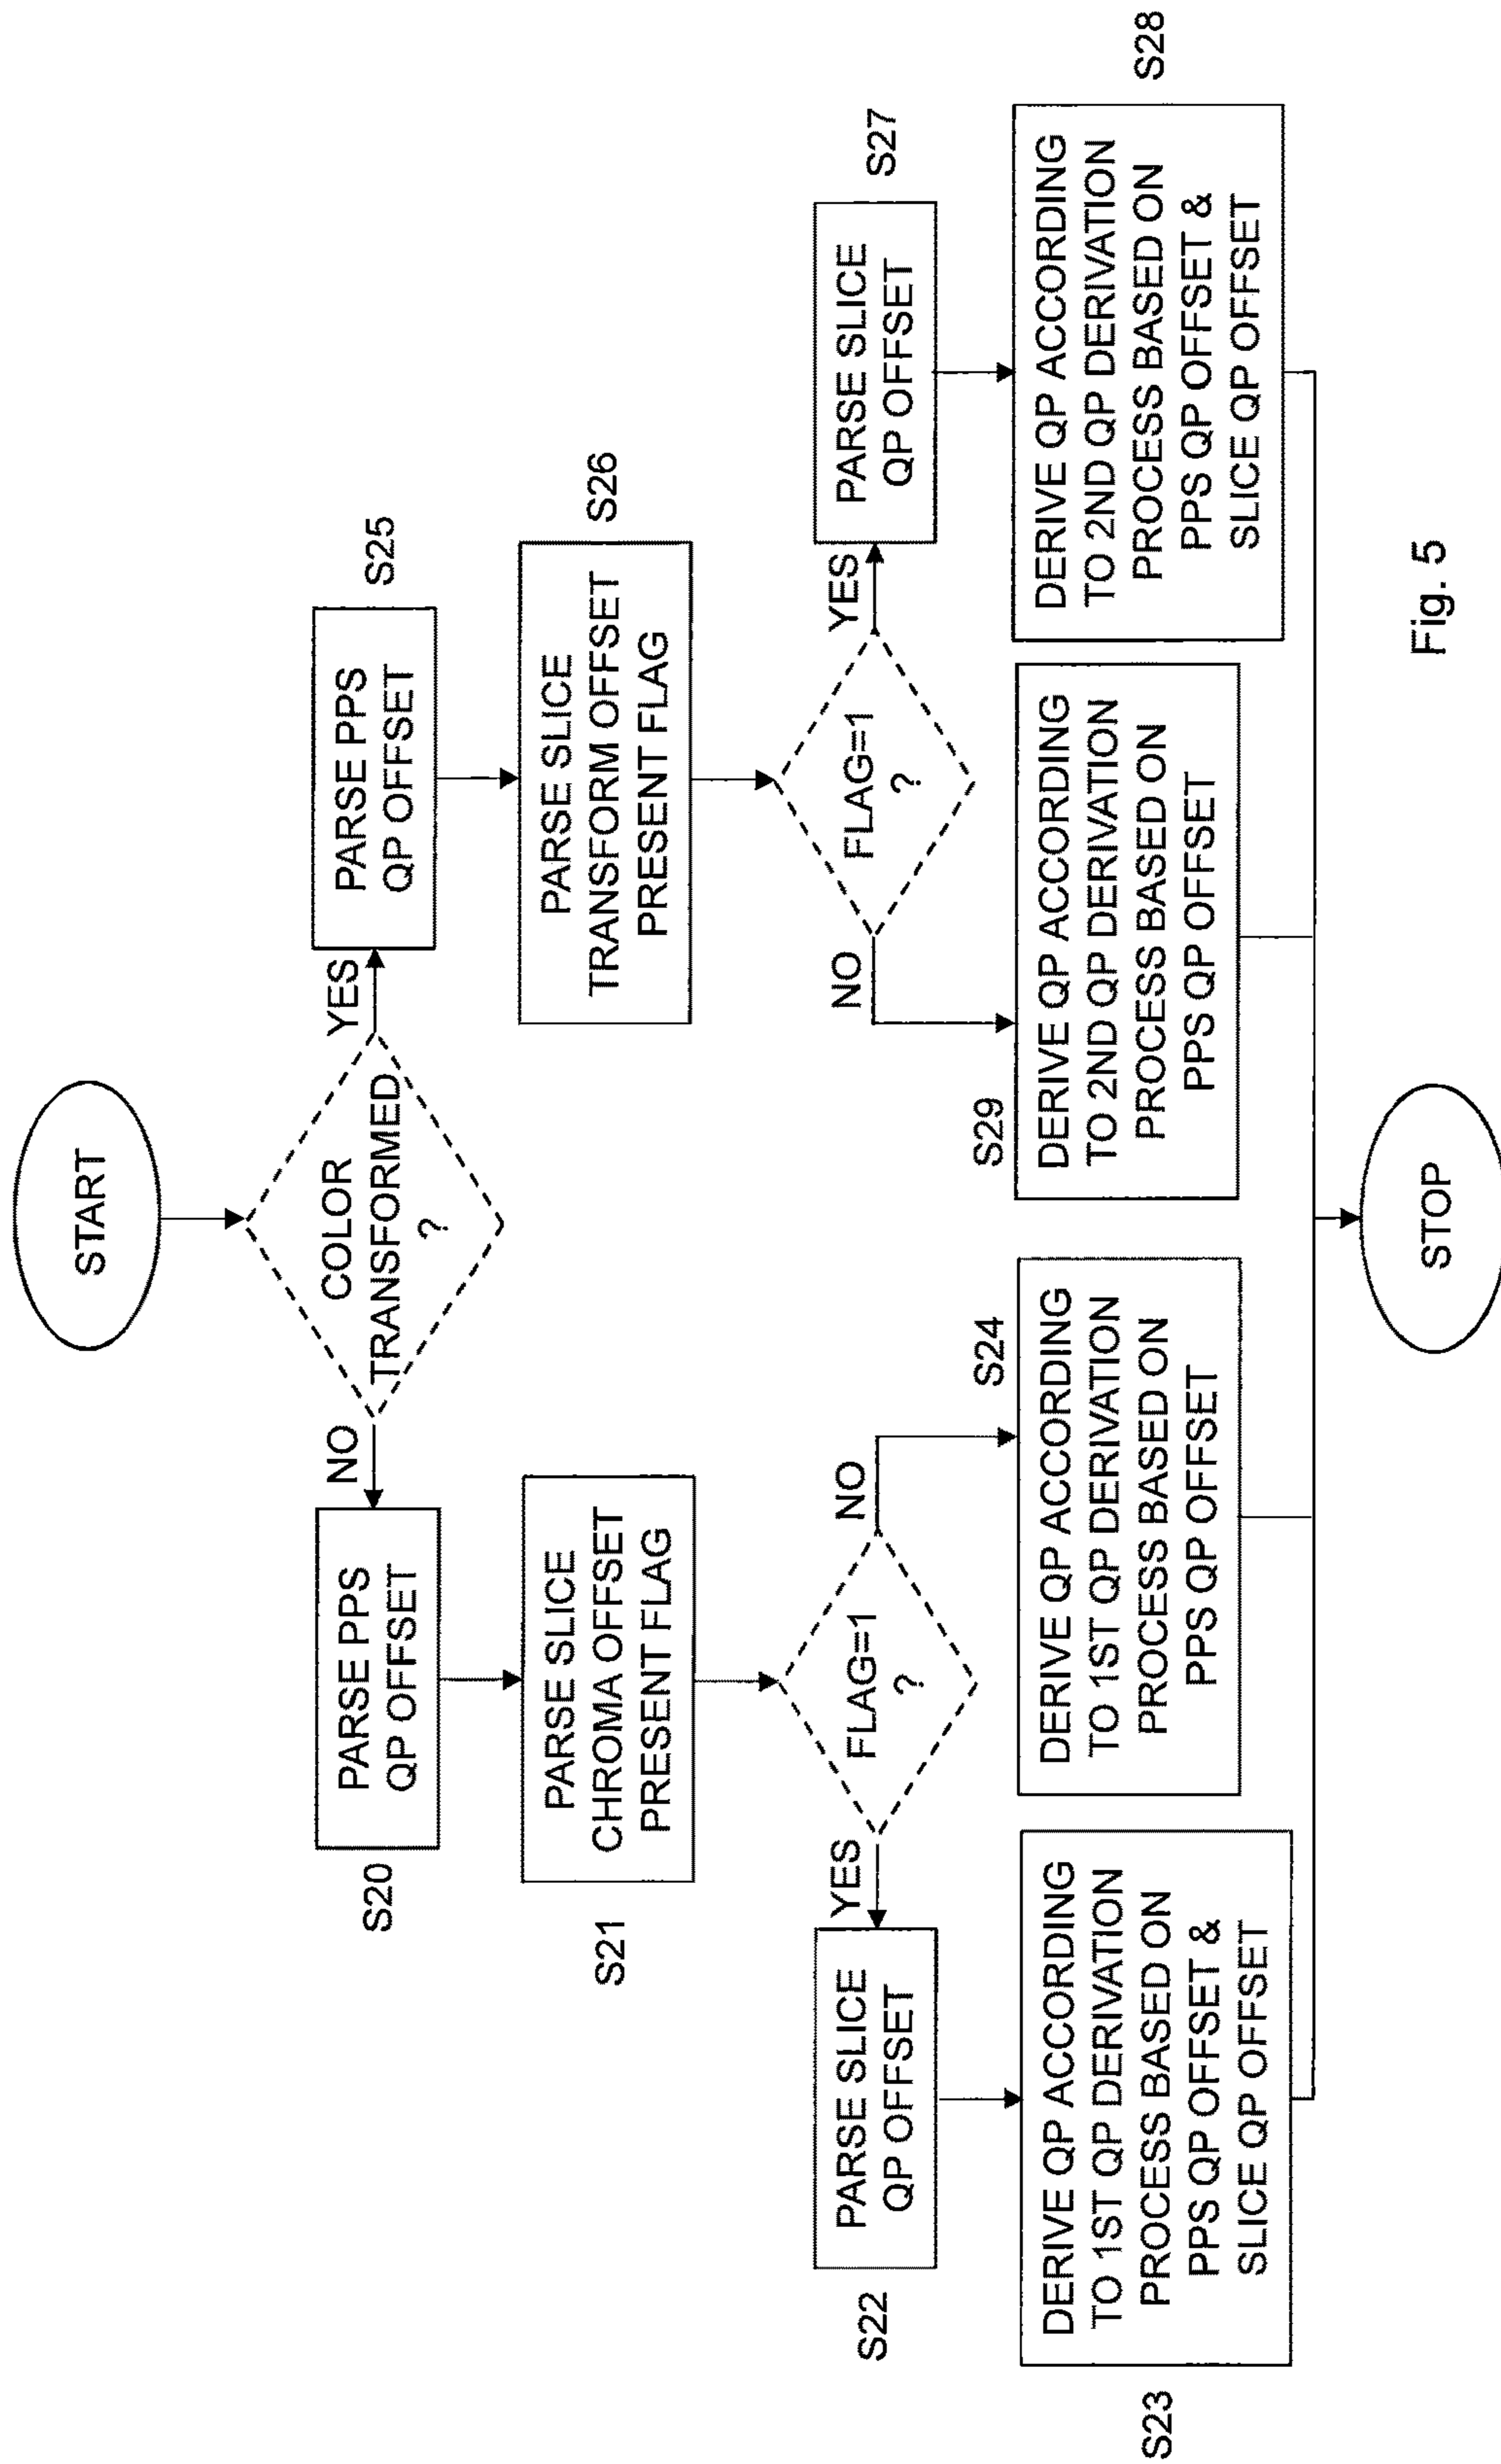 START
COLOR
TRANSFORMED
?
NO
YES
S20
PARSE PPS
QP OFFSET
PARSE PPS
QP OFFSET
S25
S21
PARSE SLICE
CHROMA OFFSET
PRESENT FLAG
PARSE SLICE
TRANSFORM OFFSET
PRESENT FLAG
S26
FLAG=1
?
YES
NO
FLAG=1
?
NO
YES
S22
PARSE SLICE
QP OFFSET
PARSE SLICE
QP OFFSET
S27
S23
DERIVE QP ACCORDING
TO 1ST QP DERIVATION
PROCESS BASED ON
PPS QP OFFSET &
SLICE QP OFFSET
S24
DERIVE QP ACCORDING
TO 1ST QP DERIVATION
PROCESS BASED ON
PPS QP OFFSET
S29
DERIVE QP ACCORDING
TO 2ND QP DERIVATION
PROCESS BASED ON
PPS QP OFFSET
DERIVE QP ACCORDING
TO 2ND QP DERIVATION
PROCESS BASED ON
PPS QP OFFSET &
SLICE QP OFFSET
S28
STOP
Fig. 5